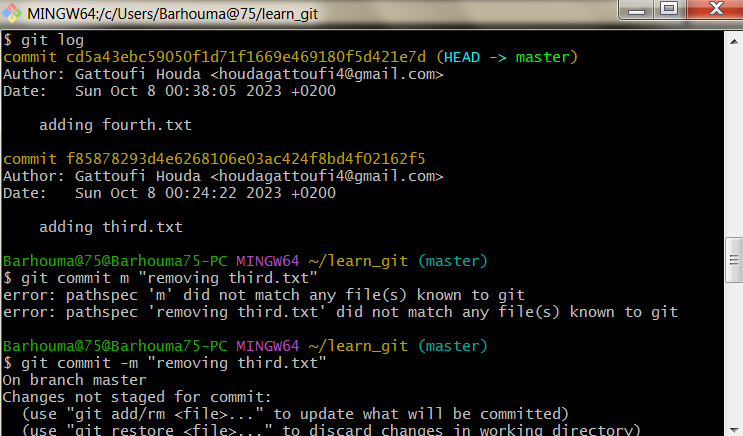 MINGW64:/c/Users/Barhouma@75/learn_git
$ git log
commit cd5a43ebc59050f1d71f1669e469180f5d421e7d (HEAD -> master)
Author: Gattoufi Houda <houdagattoufi4@gmail.com>
Date:   Sun Oct 8 00:38:05 2023 +0200
    adding fourth.txt
commit f85878293d4e6268106e03ac424f8bd4f02162f5
Author: Gattoufi Houda <houdagattoufi4@gmail.com>
Date:   Sun Oct 8 00:24:22 2023 +0200
    adding third.txt
Barhouma@75@Barhouma75-PC MINGW64 ~/learn_git (master)
$ git commit m "removing third.txt"
error: pathspec 'm' did not match any file(s) known to git
error: pathspec 'removing third.txt' did not match any file(s) known to git
Barhouma@75@Barhouma75-PC MINGW64 ~/learn_git (master)
$ git commit -m "removing third.txt"
On branch master
Changes not staged for commit:
  (use "git add/rm <file>..." to update what will be committed)
  (use "git restore <file>..." to discard changes in working directory)